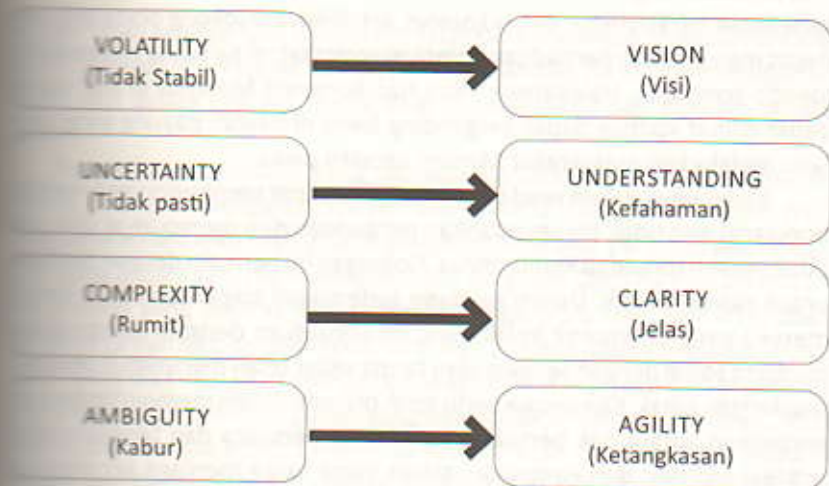 VOLATILITY
(Tidak Stabil)
VISION
(Visi)
UNCERTAINTY
(Tidak pasti)
UNDERSTANDING
(Kefahaman)
COMPLEXITY
(Rumit)
CLARITY
(Jelas)
AMBIGUITY
(Kabur)
AGILITY
(Ketangkasan)